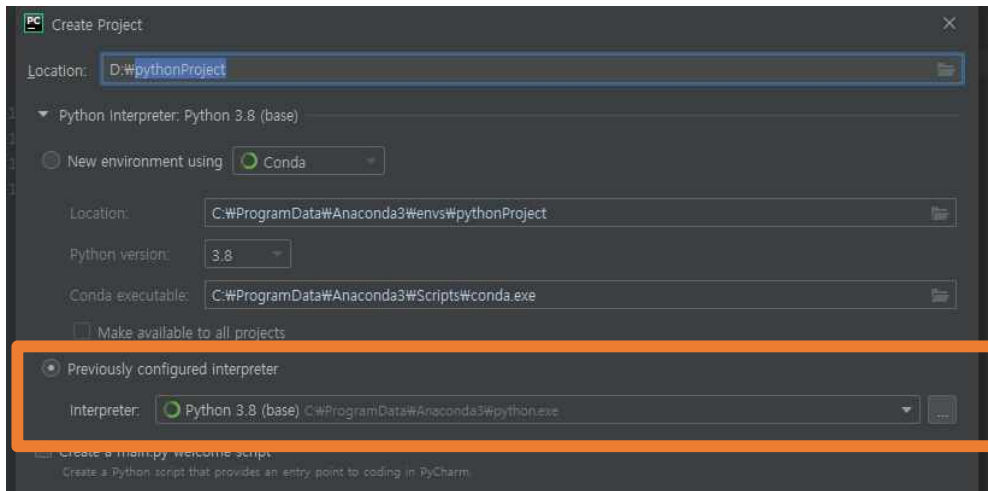 PC Create Project
Location: D:₩pythonProject
Python Interpreter: Python 3.8 (base)
New environment using Conda
Location: C:₩ProgramData₩Anaconda3₩envs₩pythonProject
Python version: 3.8
Conda executable: C:₩ProgramData₩Anaconda3₩Scripts₩conda.exe
Make available to all projects
Previously configured interpreter
Interpreter: Python 3.8 (base) C:₩ProgramData₩Anaconda3₩python.exe ...
Create a main.py welcome script
Create a Python script that provides an entry point to coding in PyCharm.